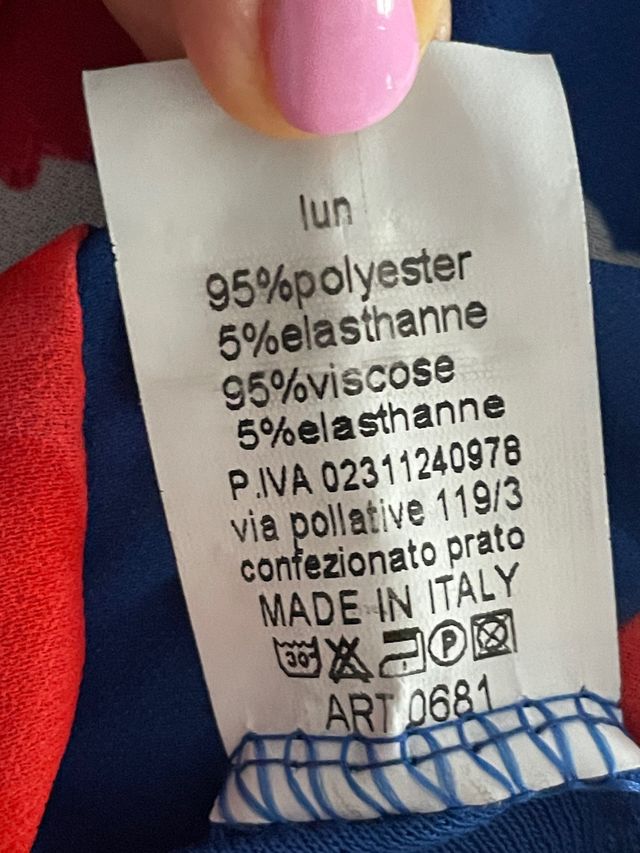 lun
95%polyester
5%elasthanne
95%viscose
5%elasthanne
P.IVA 02311240978
via pollative 119/3
confezionato prato
MADE IN ITALY
30° P
ART 0681